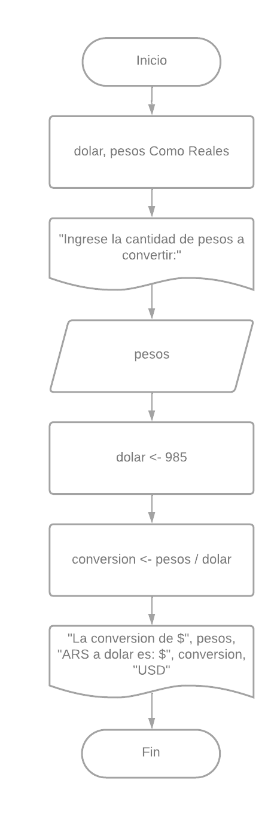 Inicio
dolar, pesos Como Reales
"Ingrese la cantidad de pesos a
convertir:"
pesos
dolar <- 985
conversion <- pesos / dolar
"La conversion de $", pesos,
"ARS a dolar es: $", conversion,
"USD"
Fin